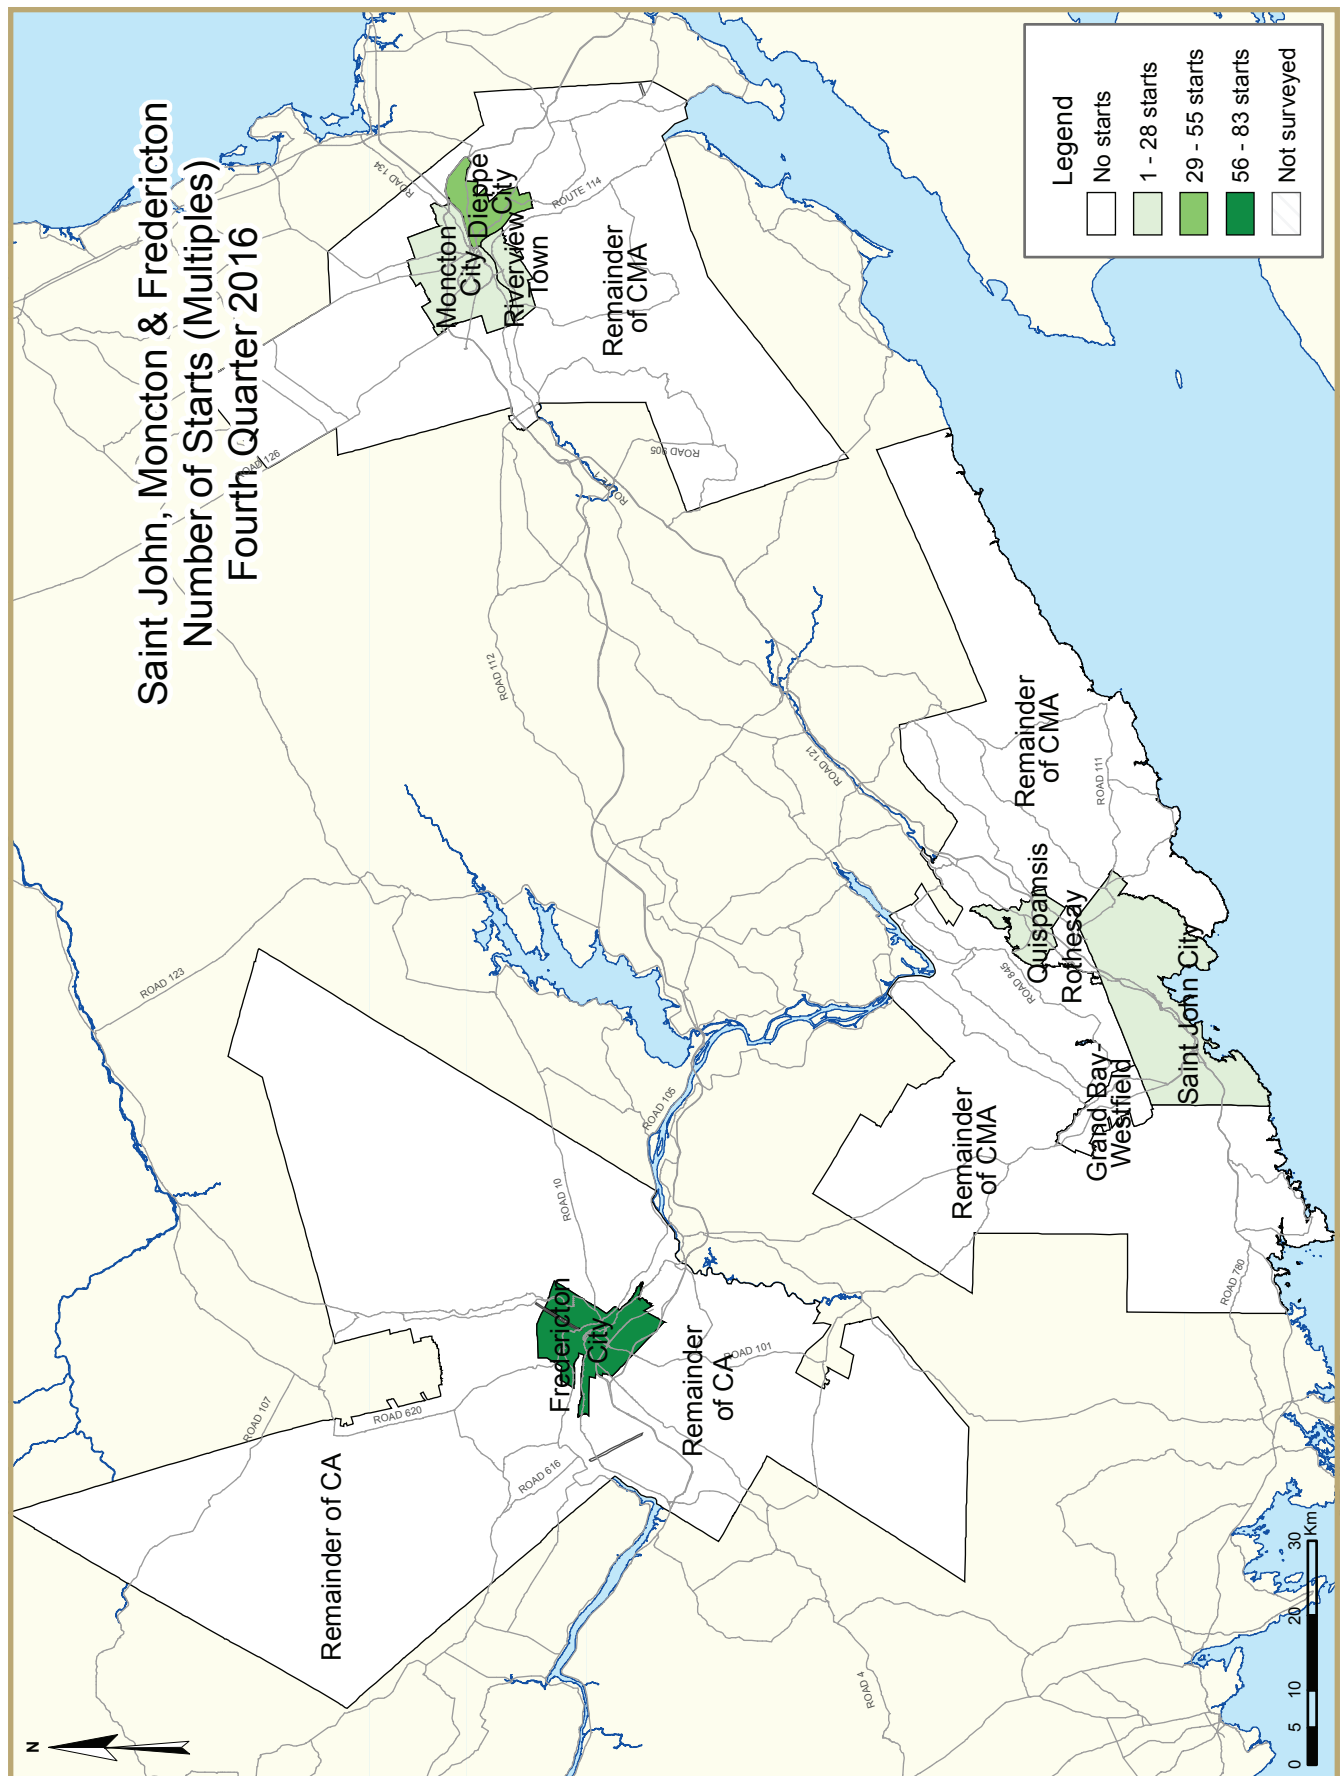 Saint John, Moncton & Fredericton
Number of Starts (Multiples)
Fourth Quarter 2016
N
Legend
No starts
1 - 28 starts
29 - 55 starts
56 - 83 starts
Not surveyed
ROAD 134
Moncton
City
Dieppe
City
Riverview
Town
ROUTE 114
Remainder
of CMA
ROAD 126
ROAD 905
ROUTE 1
ROAD 112
ROAD 121
Remainder
of CMA
ROAD 111
Quispamsis
Rothesay
ROAD 845
Saint John City
Grand Bay-
Westfield
Remainder
of CMA
ROAD 780
ROAD 123
ROAD 105
ROAD 10
Fredericton
City
Remainder
of CA
ROAD 101
ROAD 107
ROAD 620
ROAD 616
Remainder of CA
ROAD 4
0 5 10 20 30
Km